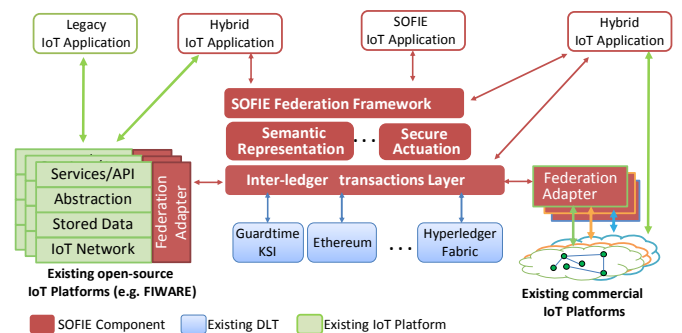 Legacy
IoT Application
Hybrid
IoT Application
SOFIE
IoT Application
Hybrid
IoT Application
SOFIE Federation Framework
Semantic
Representation
...
Secure
Actuation
Services/API
Abstraction
Stored Data
IoT Network
Federation
Adapter
Inter-ledger transactions Layer
Federation
Adapter
Guardtime
KSI
Ethereum
...
Hyperledger
Fabric
Existing open-source
IoT Platforms (e.g. FIWARE)
Existing commercial
IoT Platforms
SOFIE Component
Existing DLT
Existing IoT Platform